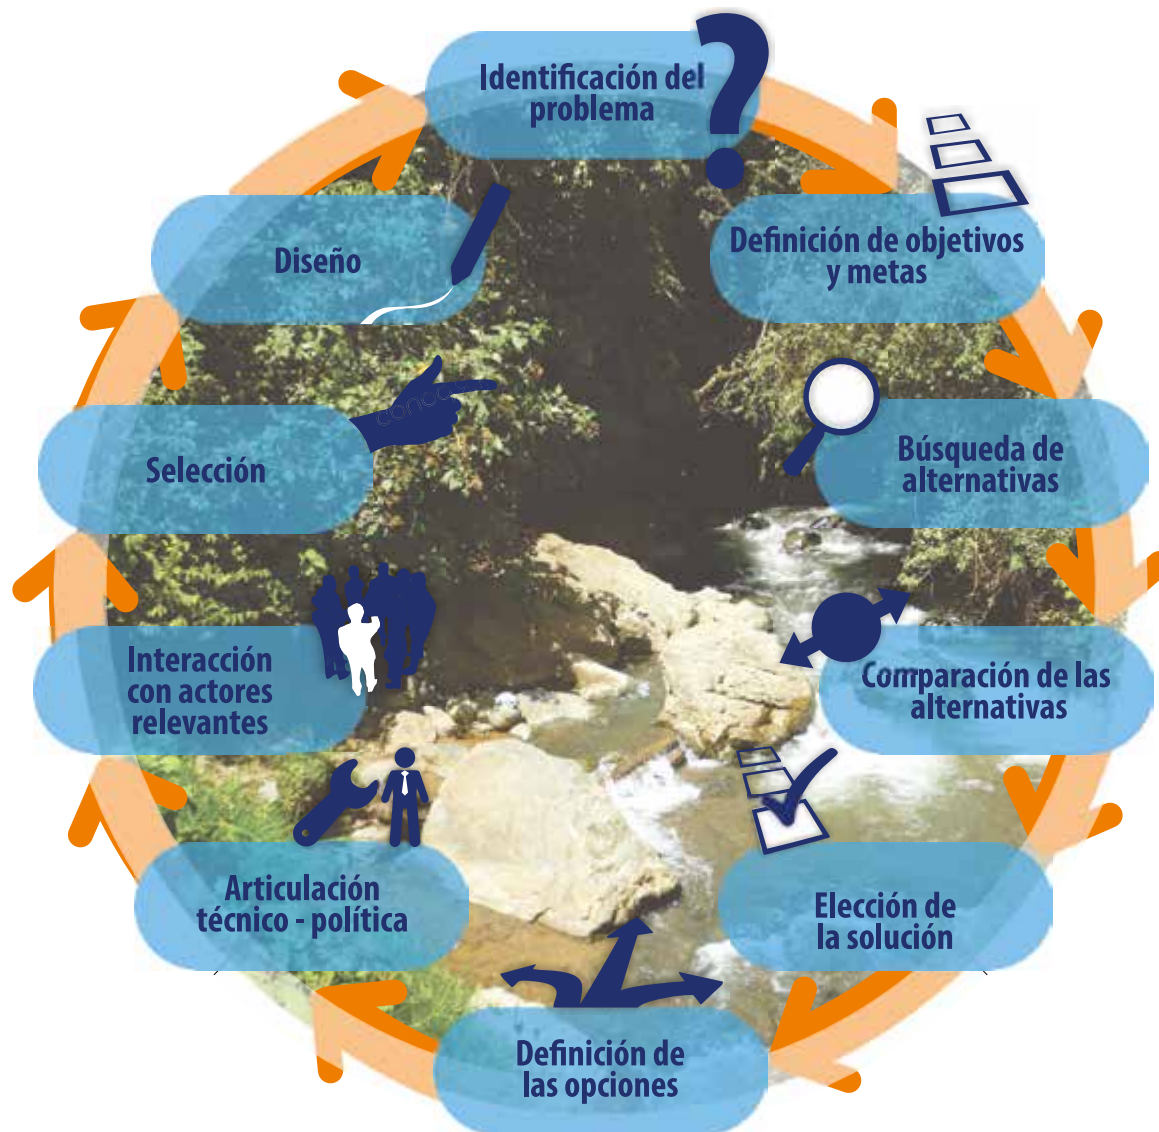 Identificación del
problema
Definición de objetivos
y metas
Búsqueda de
alternativas
Comparación de las
alternativas
Elección de
la solución
Definición de
las opciones
Articulación
técnico - política
Interacción
con actores
relevantes
Selección
Diseño